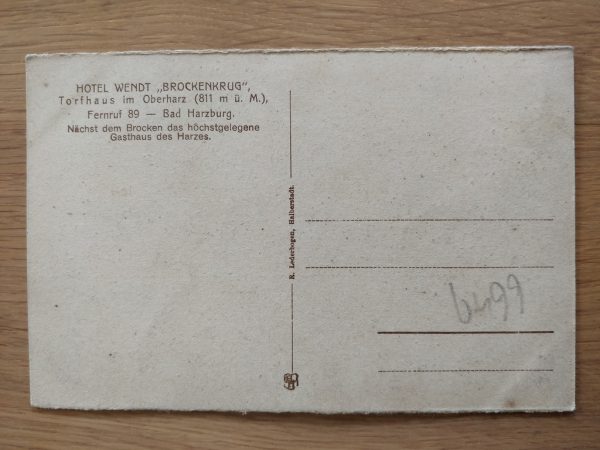 HOTEL WENDT „BROCKENKRUG",
Torfhaus im Oberharz (811 m ü. M.),
Fernruf 89 — Bad Harzburg.
Nächst dem Brocken das höchstgelegene
Gasthaus des Harzes.
R. Lederbogen, Halberstadt.
6499